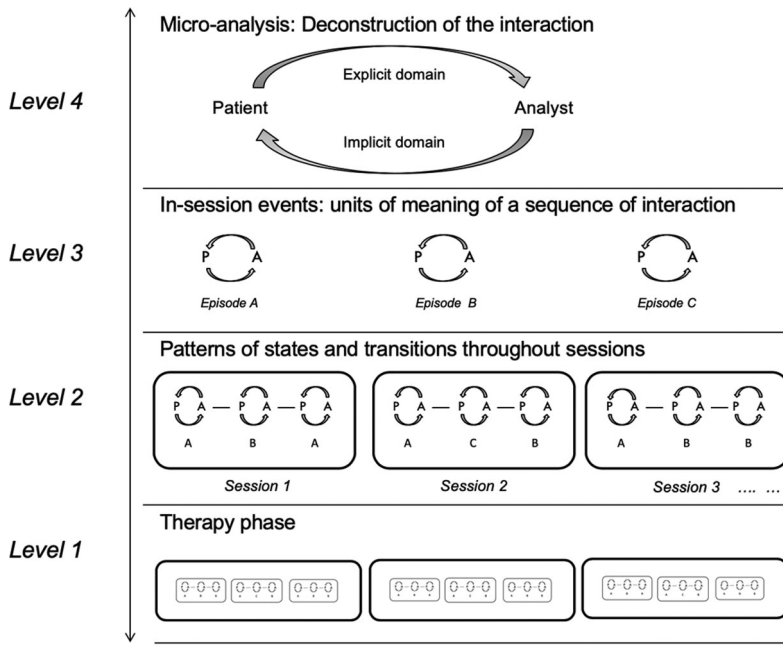 Micro-analysis: Deconstruction of the interaction
Explicit domain
Level 4
Patient
Analyst
Implicit domain
In-session events: units of meaning of a sequence of interaction
Level 3
P A P A P A
Episode A Episode B Episode C
Patterns of states and transitions throughout sessions
Level 2
P A — P A — P A P A — P A — P A P A — P A — P A
A B A A C B A B B
Session 1 Session 2 Session 3 .... ...
Therapy phase
Level 1